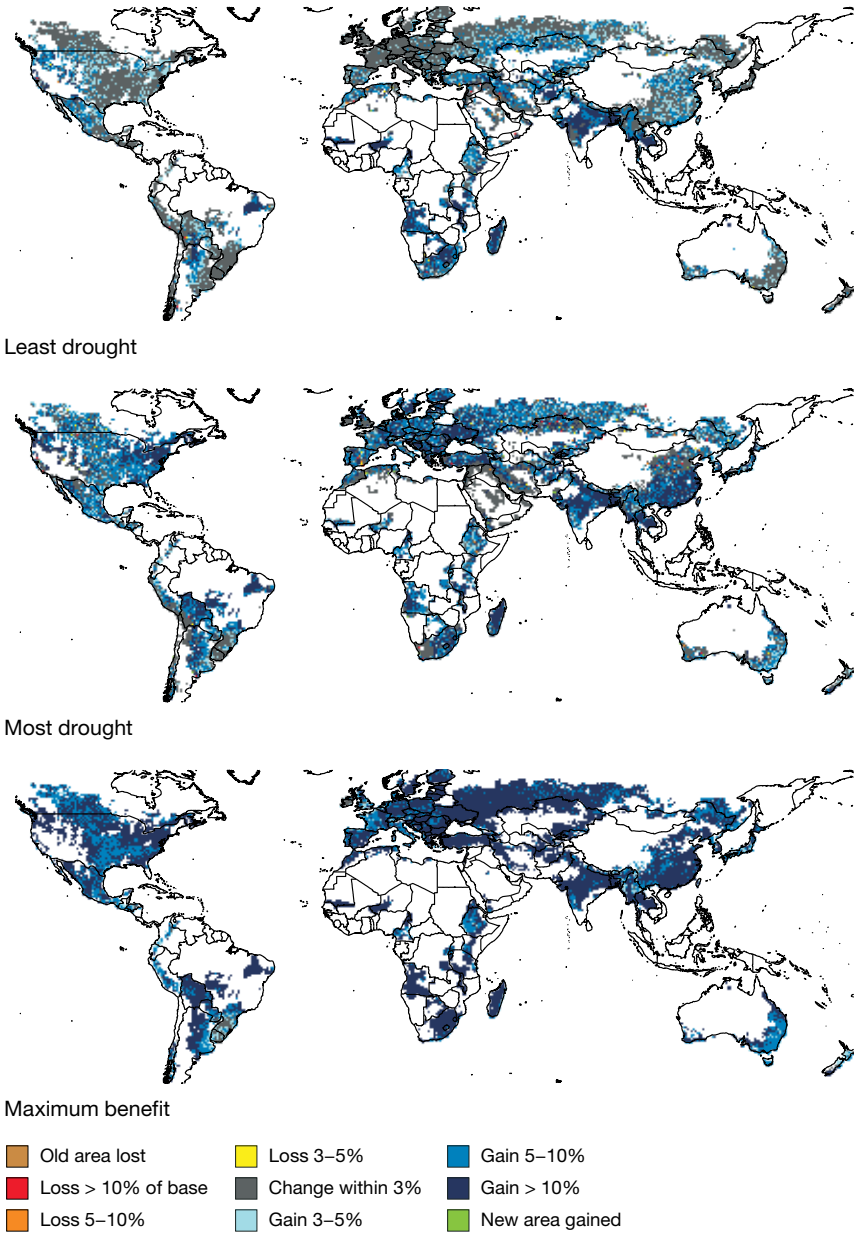 Least drought
Most drought
Maximum benefit
Old area lost
Loss > 10% of base
Loss 5–10%
Loss 3–5%
Change within 3%
Gain 3–5%
Gain 5–10%
Gain > 10%
New area gained